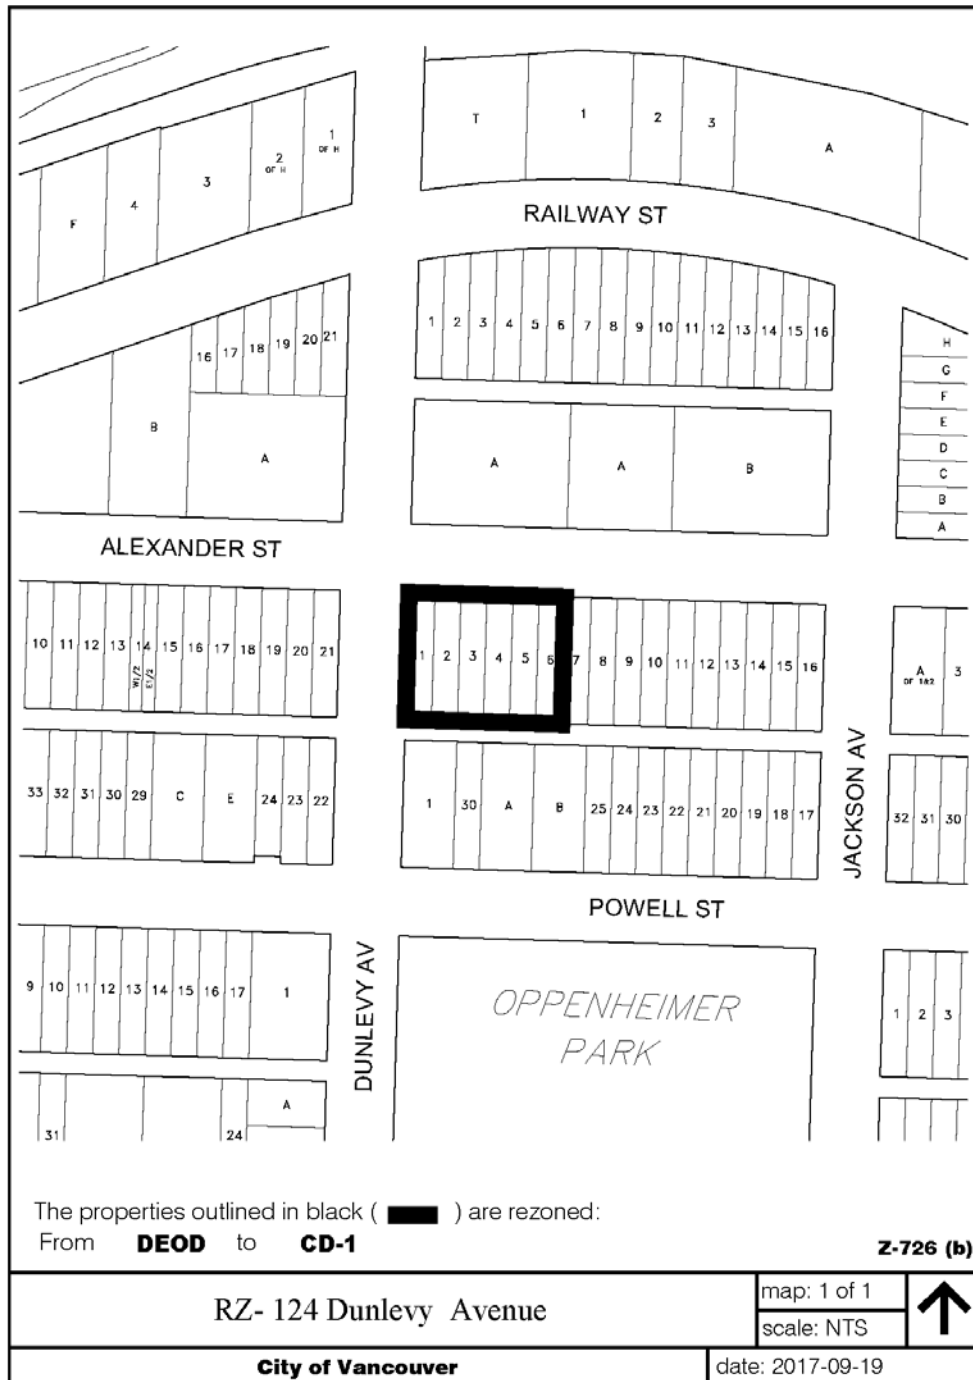 T 1 2 3 A
1 OF H
2 OF H
3
4
F
RAILWAY ST
1 2 3 4 5 6 7 8 9 10 11 12 13 14 15 16
16 17 18 19 20 21
B
A
A A B
H
G
F
E
D
C
B
A
ALEXANDER ST
10 11 12 13 14 15 16 17 18 19 20 21
W1/2 E1/2
1 2 3 4 5 6 7 8 9 10 11 12 13 14 15 16
A OF 1&2 3
33 32 31 30 29 C E 24 23 22
1 30 A B 25 24 23 22 21 20 19 18 17
JACKSON AV
32 31 30
POWELL ST
9 10 11 12 13 14 15 16 17 1
DUNLEVY AV
OPPENHEIMER
PARK
1 2 3
31 24 A
The properties outlined in black ( ) are rezoned:
From DEOD to CD-1
Z-726 (b)
RZ- 124 Dunlevy Avenue
map: 1 of 1
scale: NTS
City of Vancouver
date: 2017-09-19